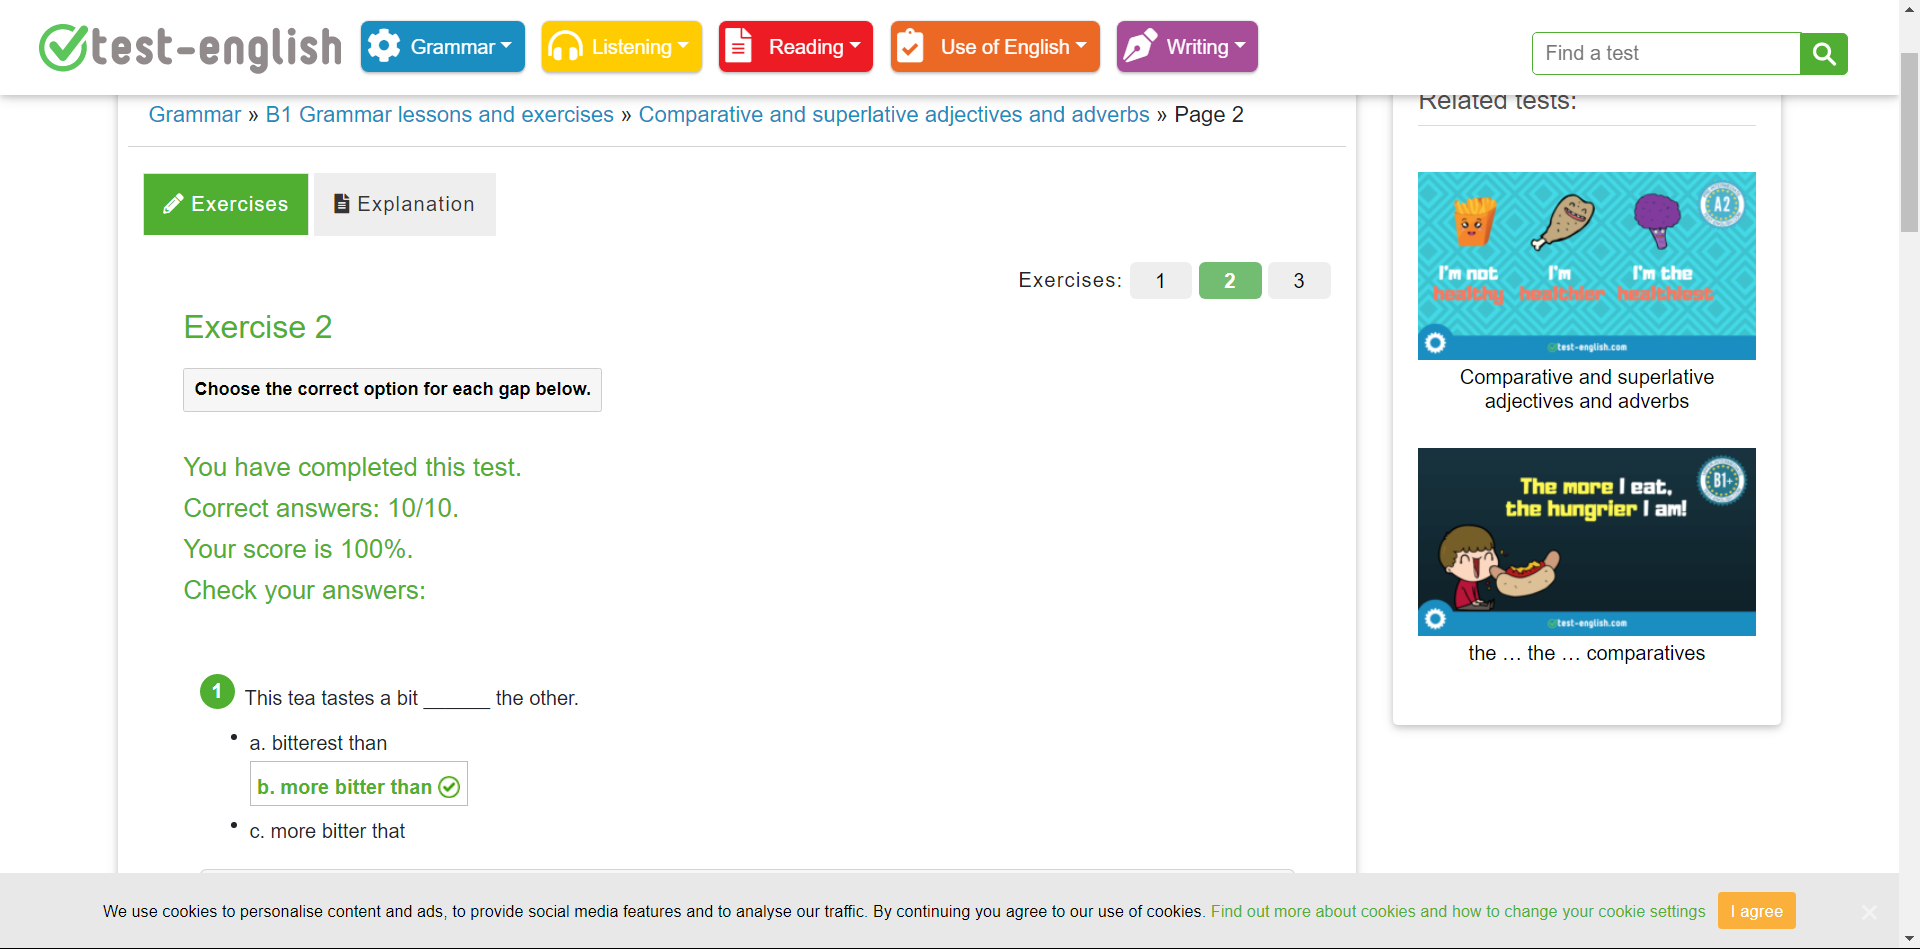 test-english
Grammar
Listening
Reading
Use of English
Writing
Find a test
Grammar » B1 Grammar lessons and exercises » Comparative and superlative adjectives and adverbs » Page 2
Exercises
Explanation
Exercises: 1 2 3
Exercise 2
Choose the correct option for each gap below.
You have completed this test.
Correct answers: 10/10.
Your score is 100%.
Check your answers:
1 This tea tastes a bit ______ the other.
a. bitterest than
b. more bitter than
c. more bitter that
Related tests:
A2
I'm not I'm I'm the
healthy healthier healthiest
test-english.com
Comparative and superlative
adjectives and adverbs
B1+
The more I eat,
the hungrier I am!
test-english.com
the … the … comparatives
We use cookies to personalise content and ads, to provide social media features and to analyse our traffic. By continuing you agree to our use of cookies. Find out more about cookies and how to change your cookie settings
I agree